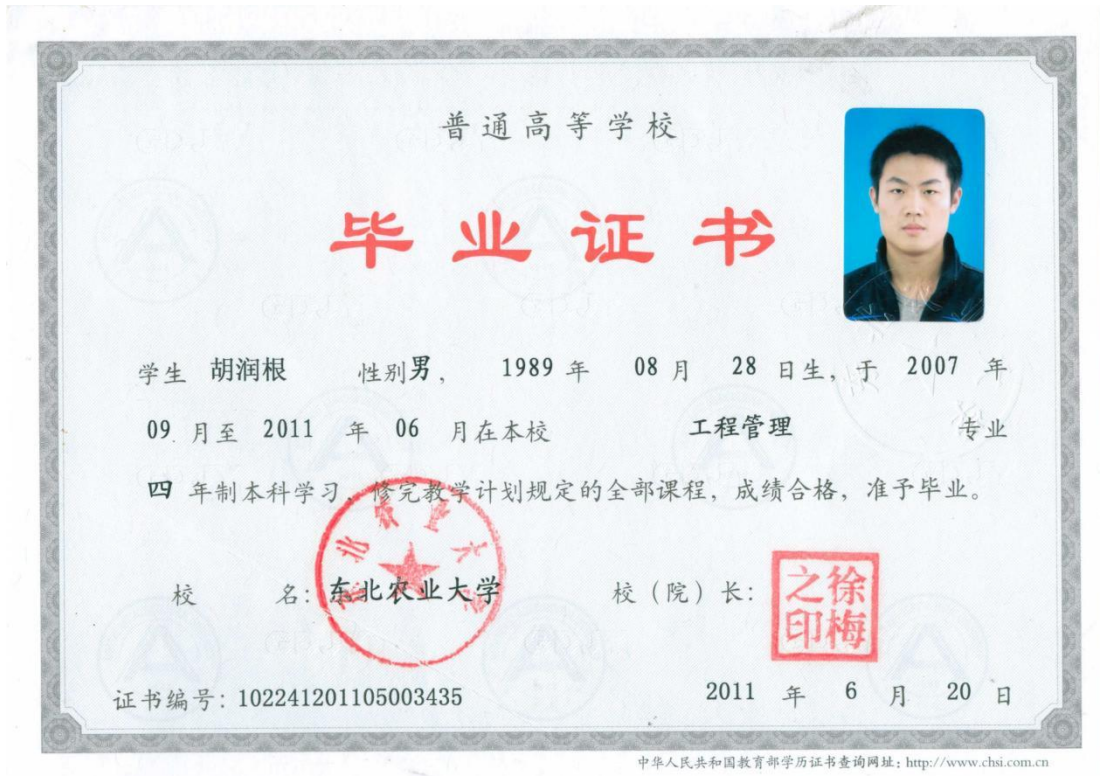 普通高等学校
毕业证书
学生 胡润根 性别男， 1989 年 08 月 28 日生，于 2007 年
09 月至 2011 年 06 月在本校 工程管理 专业
四 年制本科学习，修完教学计划规定的全部课程，成绩合格，准予毕业。
东北农业大学
校 名：东北农业大学 校（院）长：
徐梅之印
证书编号：102241201105003435 2011 年 6 月 20 日
中华人民共和国教育部学历证书查询网址：http://www.chsi.com.cn